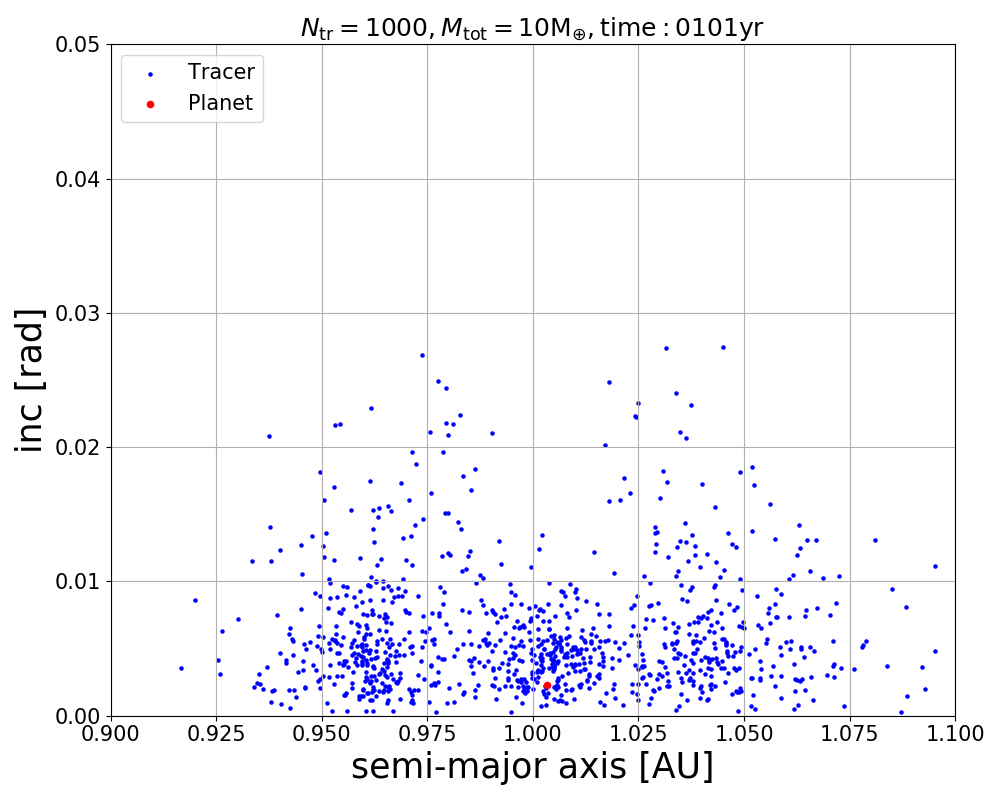 N_tr = 1000, M_tot = 10M_⊕, time : 0101yr
0.05
Tracer
Planet
0.04
0.03
inc [rad]
0.02
0.01
0.00
0.900 0.925 0.950 0.975 1.000 1.025 1.050 1.075 1.100
semi-major axis [AU]